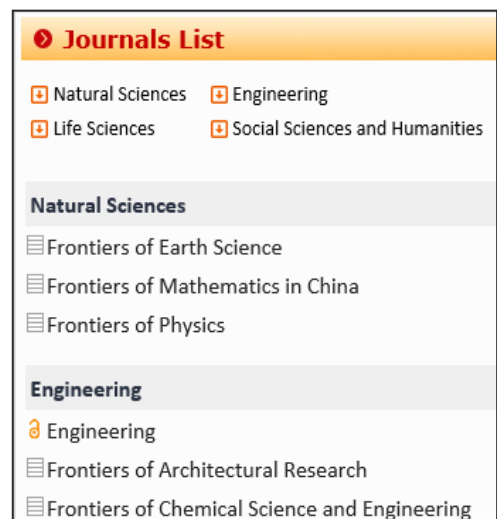 Journals List
Natural Sciences Engineering
Life Sciences Social Sciences and Humanities
Natural Sciences
Frontiers of Earth Science
Frontiers of Mathematics in China
Frontiers of Physics
Engineering
Engineering
Frontiers of Architectural Research
Frontiers of Chemical Science and Engineering